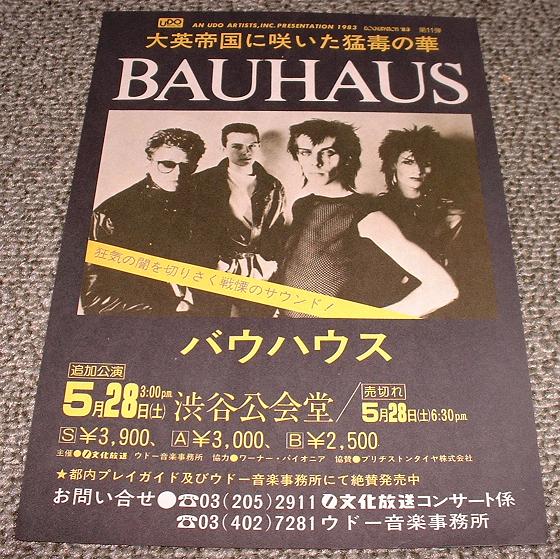 UDO AN UDO ARTISTS, INC. PRESENTATION 1983 第11弾
大英帝国に咲いた猛毒の華
BAUHAUS
狂気の闇を切りさく戦慄のサウンド!
バウハウス
追加公演
5月28日(土) 3:00p.m. 渋谷公会堂/売切れ 5月28日(土)6:30p.m.
S¥3,900、A¥3,000、B¥2,500
主催●文化放送 ウドー音楽事務所 協力●ワーナー・パイオニア 協賛●ブリヂストンタイヤ株式会社
★都内プレイガイド及びウドー音楽事務所にて絶賛発売中
お問い合せ●☎03(205)2911 文化放送コンサート係
☎03(402)7281 ウドー音楽事務所